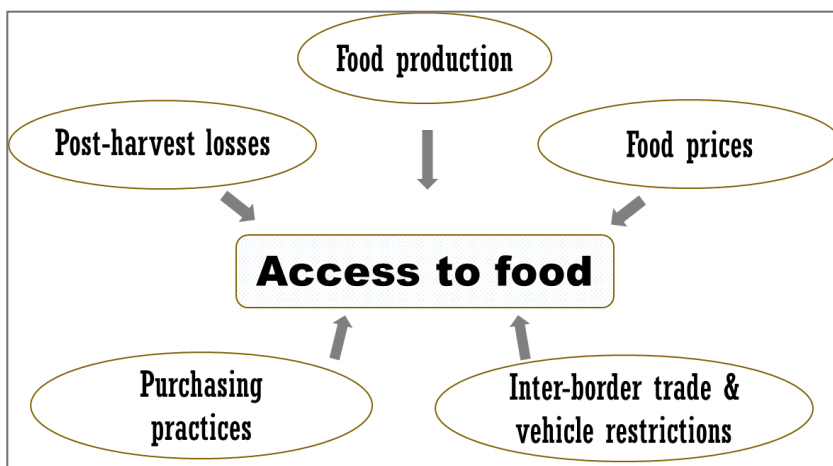 Food production
Post-harvest losses
Food prices
Access to food
Purchasing
practices
Inter-border trade &
vehicle restrictions